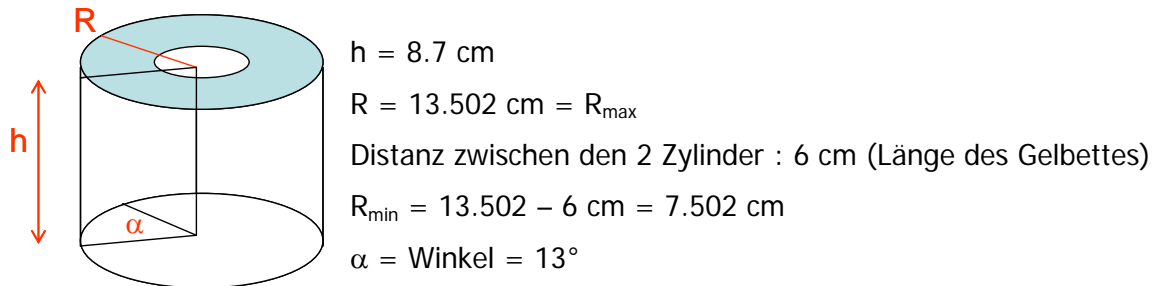 R
h = 8.7 cm
R = 13.502 cm = Rmax
h
Distanz zwischen den 2 Zylinder : 6 cm (Länge des Gelbettes)
Rmin = 13.502 – 6 cm = 7.502 cm
α
α = Winkel = 13°